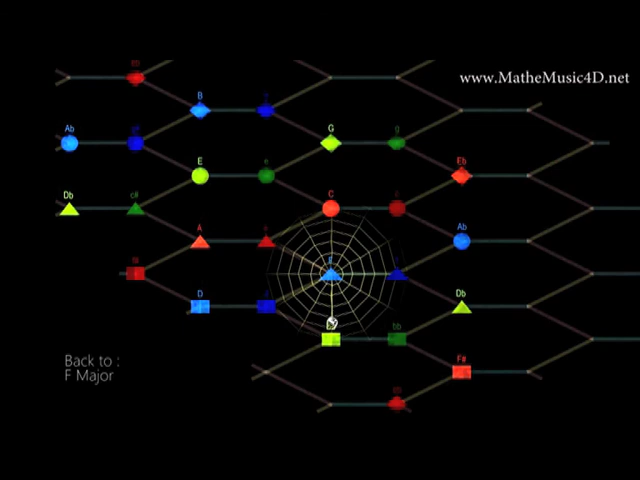 www.MatheMusic4D.net
B
Ab
G
g
E
e
Eb
Db
c#
C
A
a
Ab
F
D
d
Db
bb
F#
Back to :
F Major